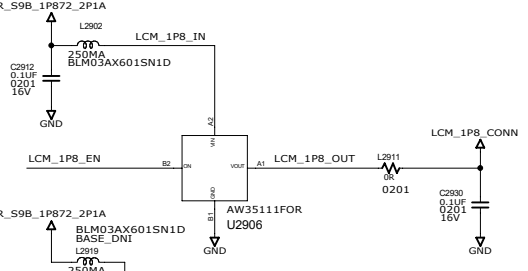 R_S9B_1P872_2P1A
L2902
LCM_1P8_IN
250MA
BLM03AX601SN1D
C2912
0.1UF
0201
16V
GND
A2
VIN
LCM_1P8_EN
B2
ON
VOUT
A1
LCM_1P8_OUT
L2911
0R
0201
LCM_1P8_CONN
C2930
0.1UF
0201
16V
GND
GND
B1
AW35111FOR
U2906
GND
R_S9B_1P872_2P1A
BLM03AX601SN1D
BASE_DNI
L2919
250MA